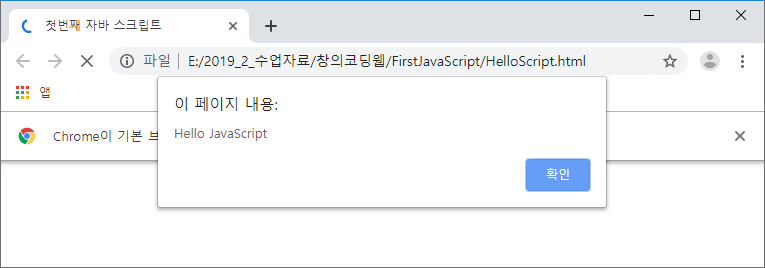 첫번째 자바 스크립트
파일 E:/2019_2_수업자료/창의코딩웹/FirstJavaScript/HelloScript.html
앱
이 페이지 내용:
Hello JavaScript
Chrome이 기본 브
확인